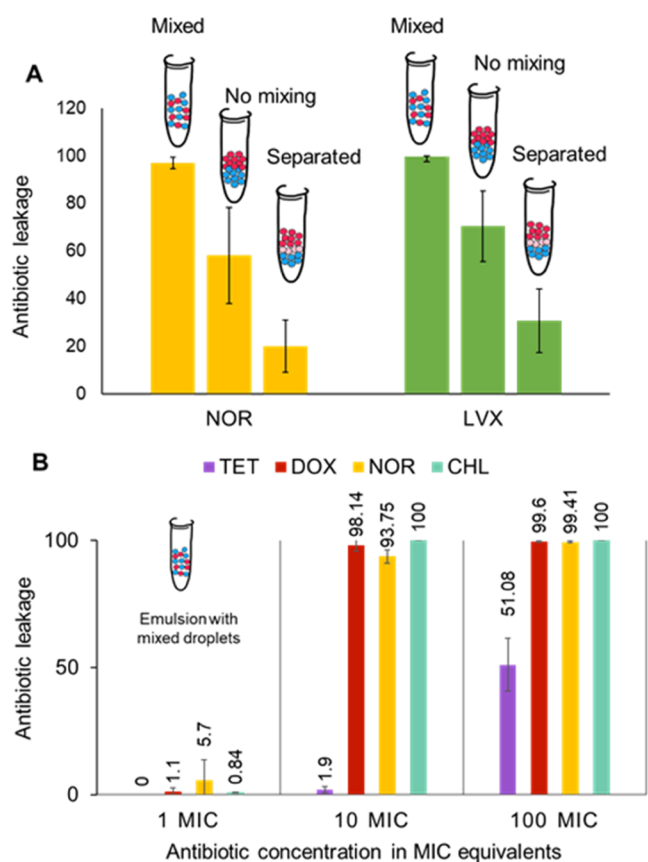 Mixed
Mixed
A
No mixing
No mixing
Separated
Separated
Antibiotic leakage
120
100
80
60
40
20
0
NOR
LVX
B
TET DOX NOR CHL
Antibiotic leakage
100
50
0
Emulsion with
mixed droplets
0
1.1
5.7
0.84
1.9
98.14
93.75
100
51.08
99.6
99.41
100
1 MIC
10 MIC
100 MIC
Antibiotic concentration in MIC equivalents